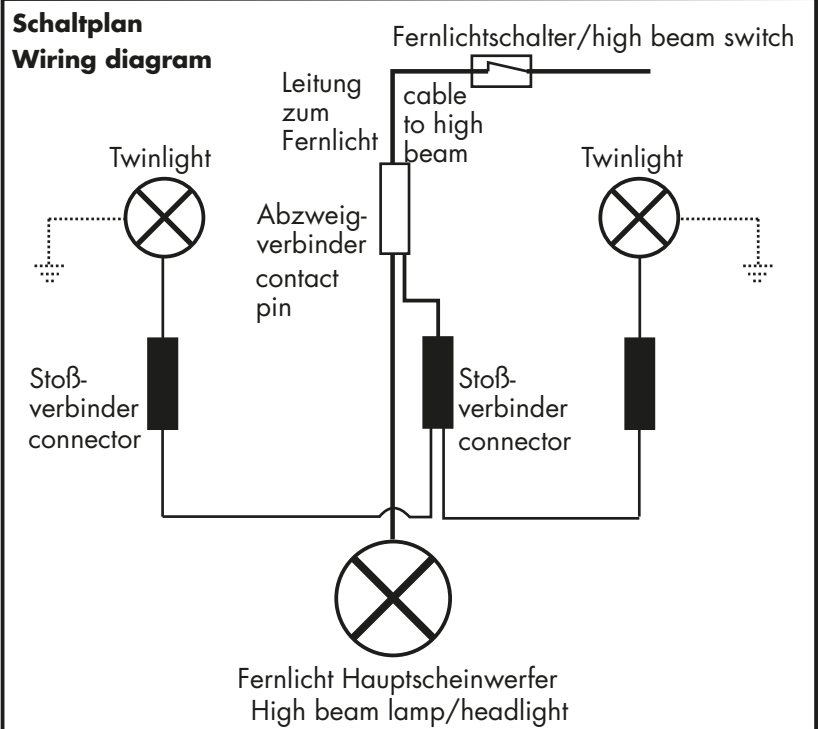 Schaltplan
Wiring diagram
Fernlichtschalter/high beam switch
Leitung
zum
Fernlicht
cable
to high
beam
Twinlight
Twinlight
Abzweig-
verbinder
contact
pin
Stoß-
verbinder
connector
Stoß-
verbinder
connector
Fernlicht Hauptscheinwerfer
High beam lamp/headlight